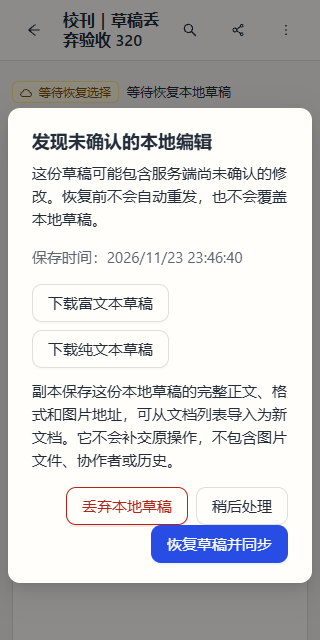 校刊 | 草稿丢
弃验收 320
等待恢复选择 等待恢复本地草稿
发现未确认的本地编辑
这份草稿可能包含服务端尚未确认的修
改。恢复前不会自动重发，也不会覆盖
本地草稿。
保存时间：2026/11/23 23:46:40
下载富文本草稿
下载纯文本草稿
副本保存这份本地草稿的完整正文、格
式和图片地址，可从文档列表导入为新
文档。它不会补交原操作，不包含图片
文件、协作者或历史。
丢弃本地草稿 稍后处理
恢复草稿并同步